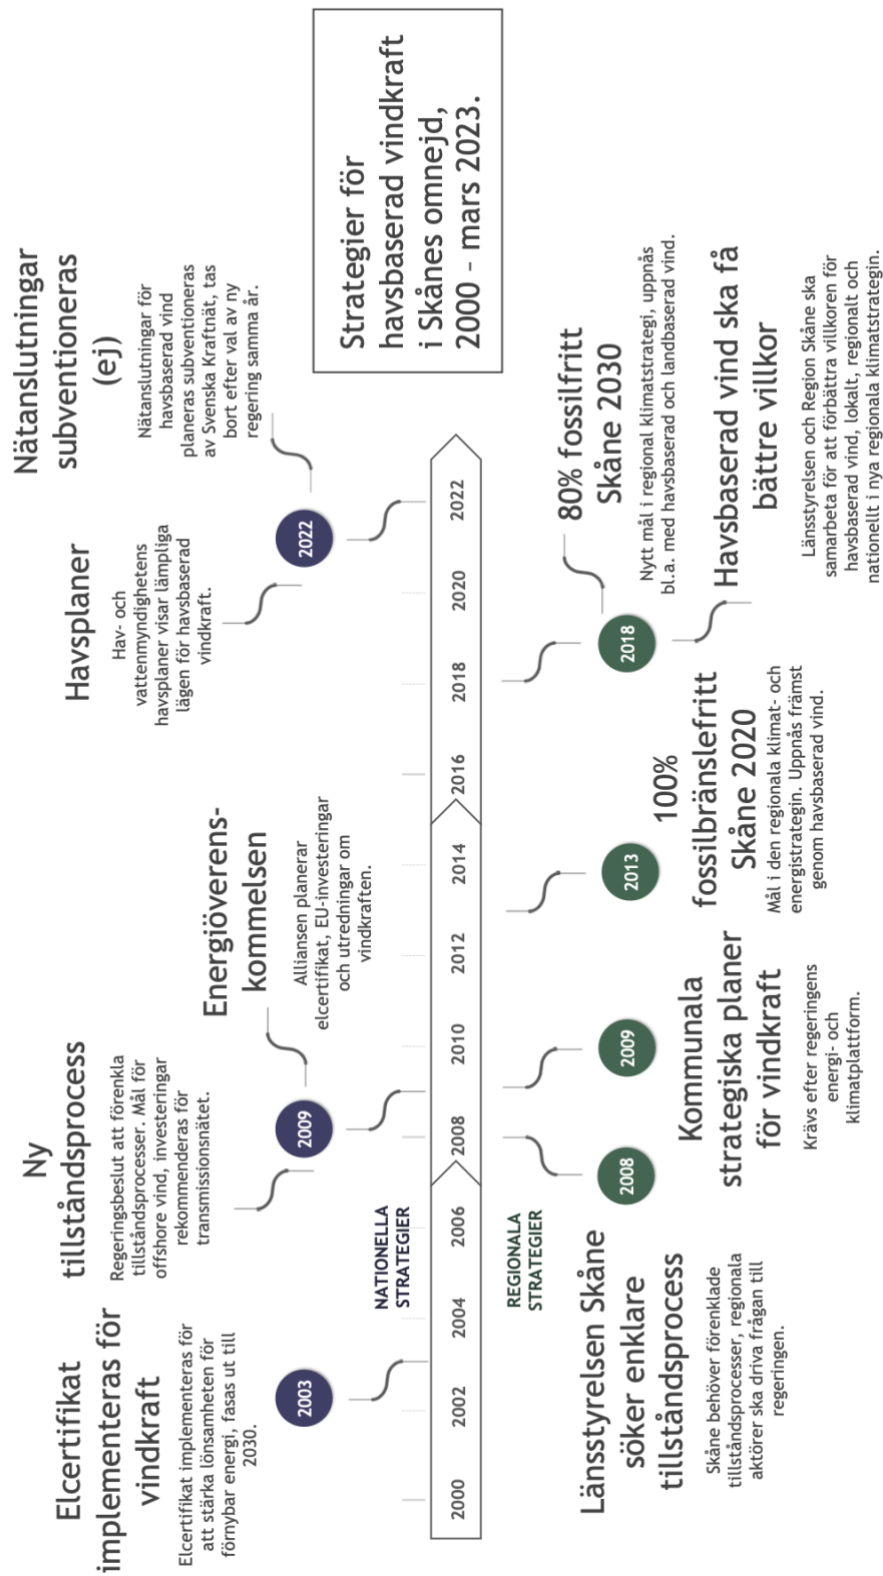 Strategier för
havsbaserad vindkraft
i Skånes omnejd,
2000 - mars 2023.
Elcertifikat
implementeras för
vindkraft
Elcertifikat implementeras för
att stärka lönsamheten för
förnybar energi, fasas ut till
2030.
2003
Ny
tillståndsprocess
Regeringsbeslut att förenkla
tillståndsprocesser. Mål för
offshore vind, investeringar
rekommenderas för
transmissionsnätet.
2009
Energiöverens-
kommelsen
Alliansen planerar
elcertifikat, EU-investeringar
och utredningar om
vindkraften.
Havsplaner
Hav- och
vattenmyndighetens
havsplaner visar lämpliga
lägen för havsbaserad
vindkraft.
2022
Nätanslutningar
subventioneras
(ej)
Nätanslutningar för
havsbaserad vind
planeras subventioneras
av Svenska Kraftnät, tas
bort efter val av ny
regering samma år.
NATIONELLA
STRATEGIER
2000
2002
2004
2006
2008
2010
2012
2014
2016
2018
2020
2022
REGIONALA
STRATEGIER
2008
Länsstyrelsen Skåne
söker enklare
tillståndsprocess
Skåne behöver förenklade
tillståndsprocesser, regionala
aktörer ska driva frågan till
regeringen.
2009
Kommunala
strategiska planer
för vindkraft
Krävs efter regeringens
energi- och
klimatplattform.
2013
100%
fossilbränslefritt
Skåne 2020
Mål i den regionala klimat- och
energistrategin. Uppnås främst
genom havsbaserad vind.
2018
80% fossilfritt
Skåne 2030
Nytt mål i regional klimatstrategi, uppnås
bl.a. med havsbaserad och landbaserad vind.
Havsbaserad vind ska få
bättre villkor
Länsstyrelsen och Region Skåne ska
samarbeta för att förbättra villkoren för
havsbaserad vind, lokalt, regionalt och
nationellt i nya regionala klimatstrategin.